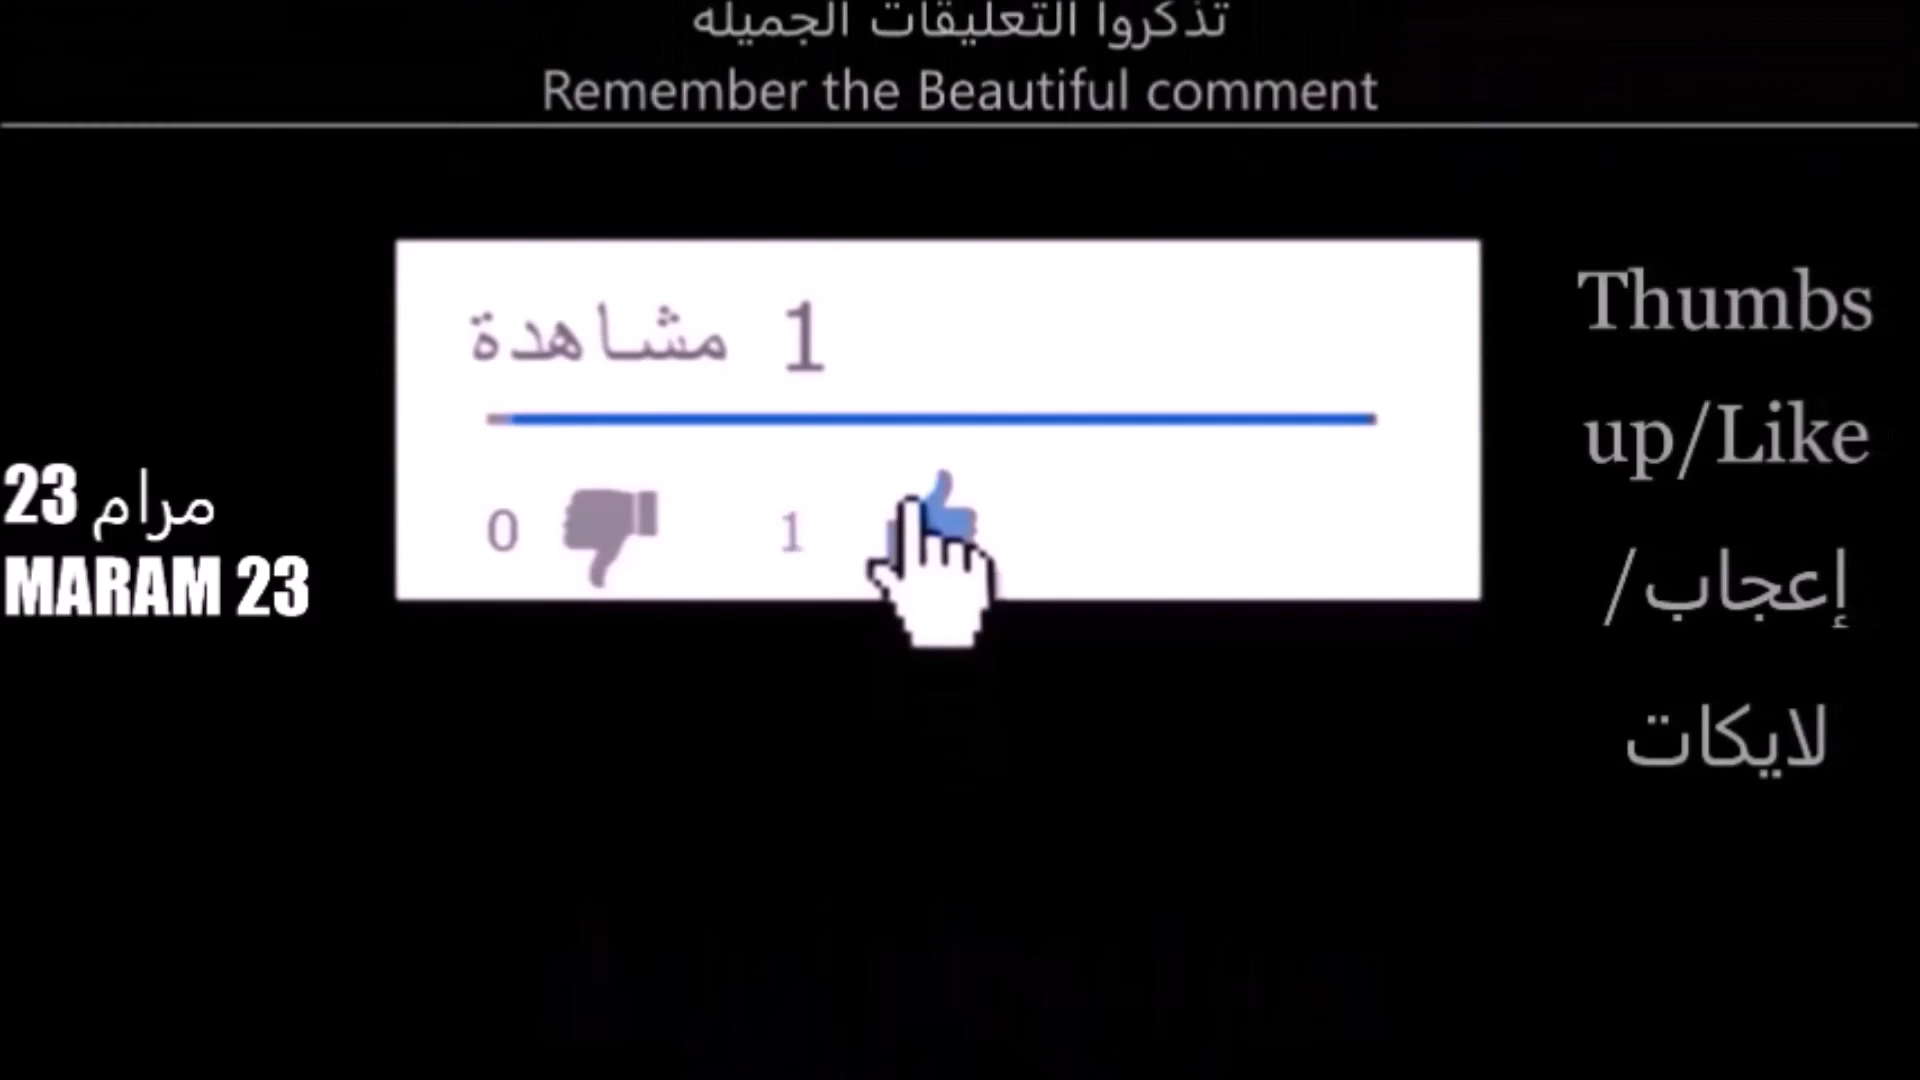 تذكروا التعليقات الجميله
Remember the Beautiful comment
1 مشاهدة
0
1
مرام 23
MARAM 23
Thumbs
up/Like
إعجاب/
لايكات